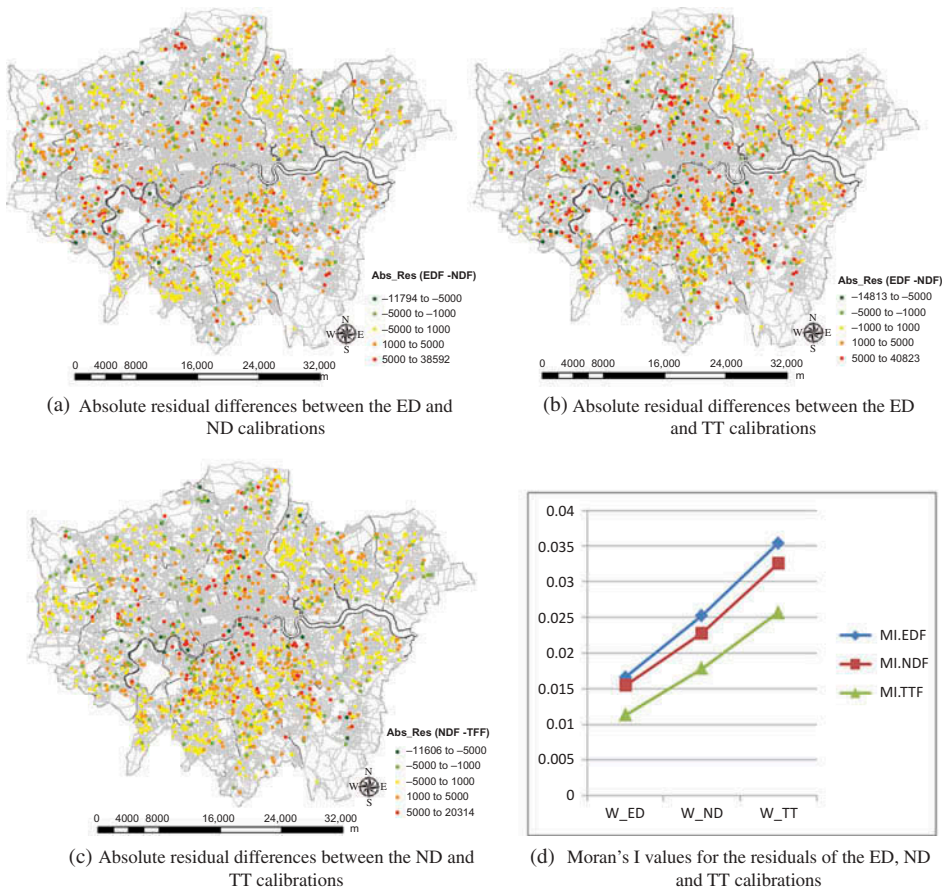 Abs_Res (EDF -NDF)
–11794 to –5000
–5000 to –1000
–5000 to 1000
1000 to 5000
5000 to 38592
N
W E
S
0 4000 8000 16,000 24,000 32,000
m
(a) Absolute residual differences between the ED and
ND calibrations
Abs_Res (EDF -NDF)
–14813 to –5000
–5000 to –1000
–1000 to 1000
1000 to 5000
5000 to 40823
N
W E
S
0 4000 8000 16,000 24,000 32,000
m
(b) Absolute residual differences between the ED
and TT calibrations
Abs_Res (NDF -TFF)
–11606 to –5000
–5000 to –1000
–5000 to 1000
1000 to 5000
5000 to 20314
N
W E
S
0 4000 8000 16,000 24,000 32,000
m
(c) Absolute residual differences between the ND and
TT calibrations
0.04
0.035
0.03
0.025
0.02
0.015
0.01
0.005
0
W_ED W_ND W_TT
MI.EDF
MI.NDF
MI.TTF
(d) Moran's I values for the residuals of the ED, ND
and TT calibrations